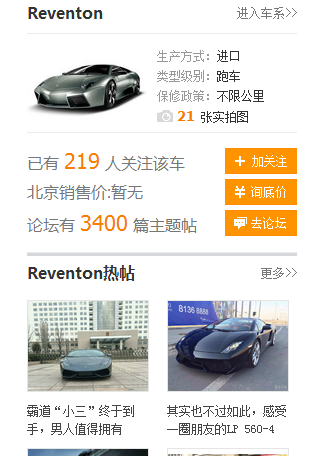 Reventon 进入车系>>
生产方式：进口
类型级别：跑车
保修政策：不限公里
21 张实拍图
已有 219 人关注该车 加关注
北京销售价:暂无 询底价
论坛有 3400 篇主题帖 去论坛
Reventon热帖 更多>>
8136 8888
霸道“小三”终于到手，男人值得拥有
其实也不过如此，感受一圈朋友的LP 560-4